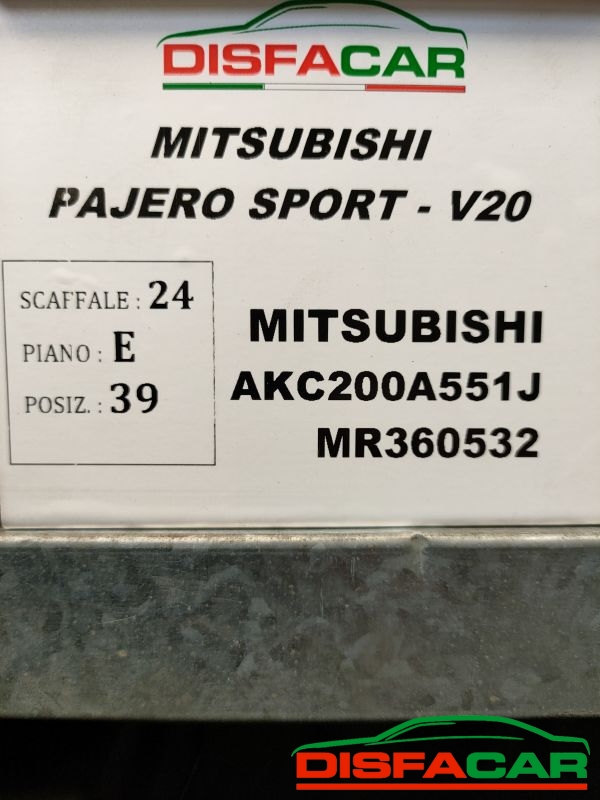 DISFACAR
MITSUBISHI
PAJERO SPORT - V20
SCAFFALE : 24
PIANO : E
POSIZ. : 39
MITSUBISHI
AKC200A551J
MR360532
DISFACAR